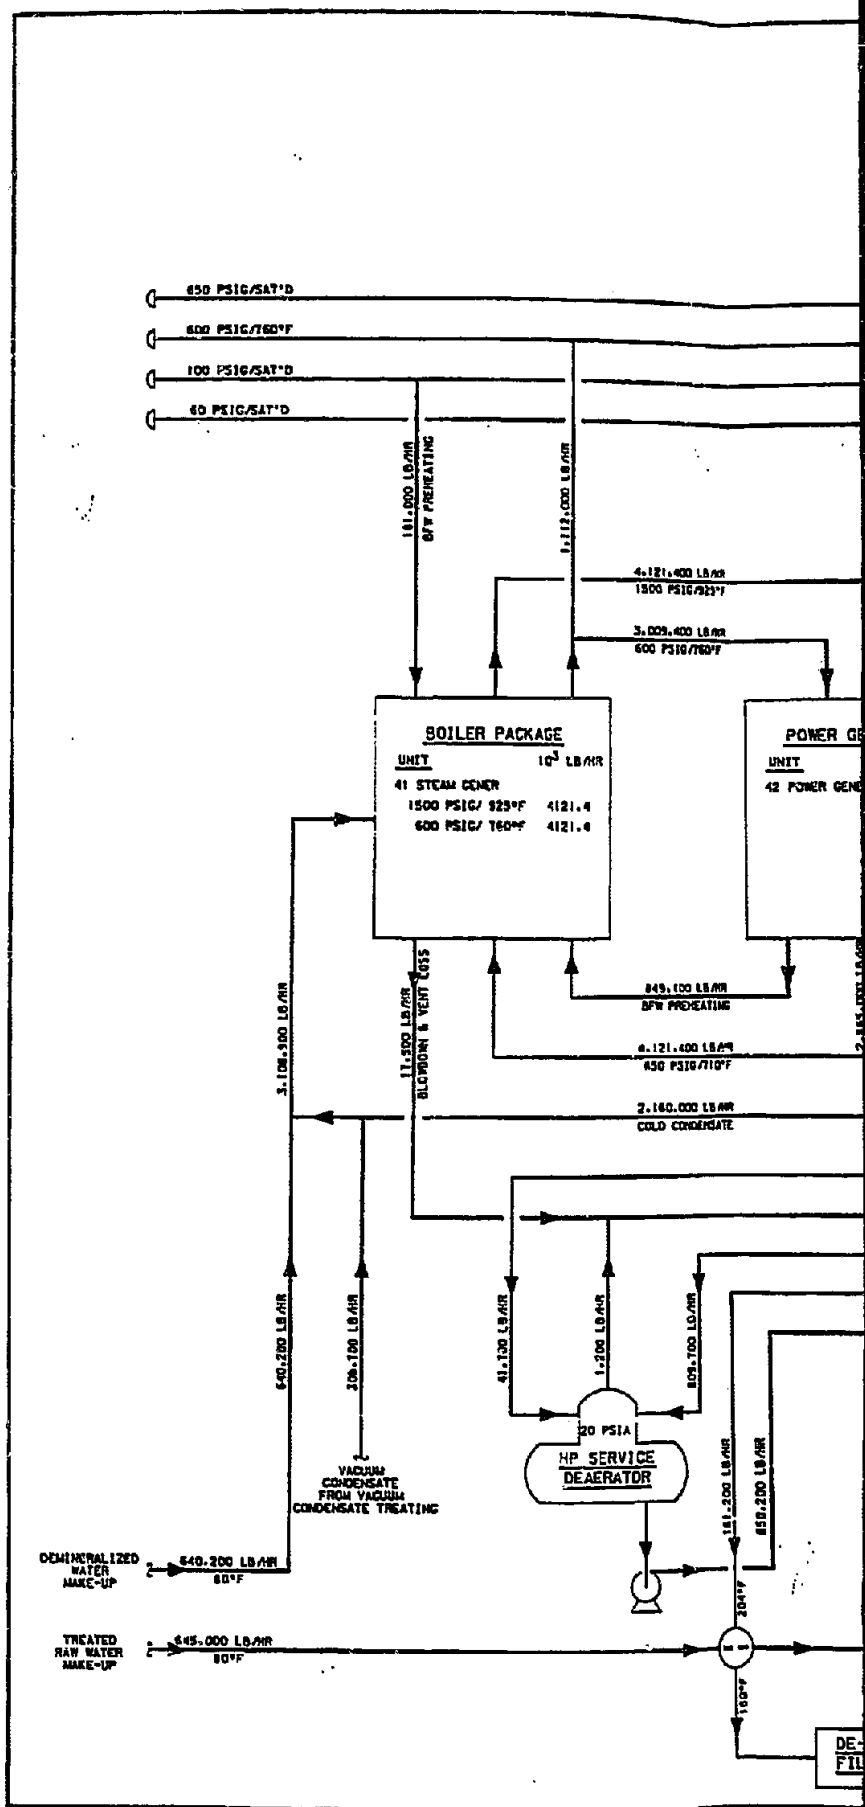 650 PSIG/SAT'D
600 PSIG/760°F
100 PSIG/SAT'D
60 PSIG/SAT'D
181,000 LB/HR
BFW PREHEATING
1,112,000 LB/HR
4,121,400 LB/HR
1500 PSIG/925°F
3,009,400 LB/HR
600 PSIG/760°F
BOILER PACKAGE
UNIT 10³ LB/HR
41 STEAM GENER
1500 PSIG/ 925°F 4121.4
600 PSIG/ 760°F 4121.4
POWER GE
UNIT
42 POWER GENE
3,108,900 LB/HR
17,500 LB/HR
BLOWDOWN & VENT LOSS
849,100 LB/HR
BFW PREHEATING
4,121,400 LB/HR
650 PSIG/710°F
2,160,000 LB/HR
COLD CONDENSATE
640,200 LB/HR
308,700 LB/HR
41,700 LB/HR
1,200 LB/HR
809,700 LB/HR
20 PSIA
HP SERVICE
DEAERATOR
161,200 LB/HR
850,200 LB/HR
VACUUM
CONDENSATE
FROM VACUUM
CONDENSATE TREATING
DEMINERALIZED
WATER
MAKE-UP
640,200 LB/HR
60°F
204°F
TREATED
RAW WATER
MAKE-UP
645,000 LB/HR
80°F
160°F
DE-
FIL